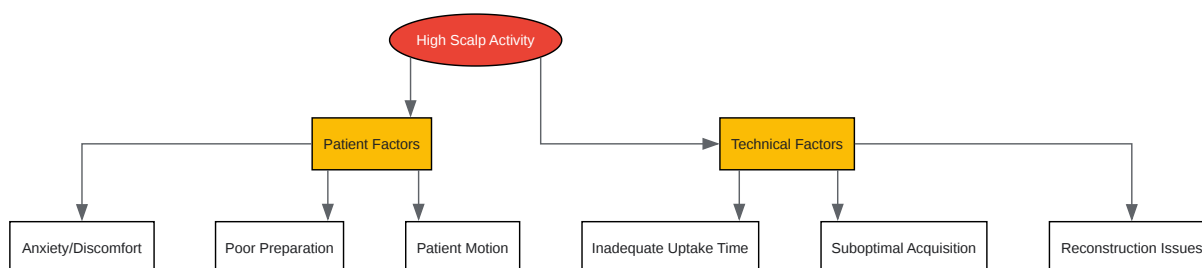 High Scalp Activity
Patient Factors
Technical Factors
Anxiety/Discomfort
Poor Preparation
Patient Motion
Inadequate Uptake Time
Suboptimal Acquisition
Reconstruction Issues